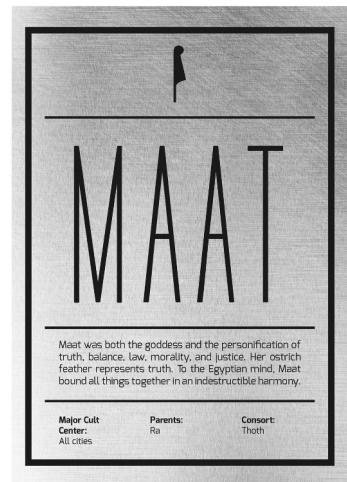 MAAT
Maat was both the goddess and the personification of
truth, balance, law, morality, and justice. Her ostrich
feather represents truth. To the Egyptian mind, Maat
bound all things together in an indestructible harmony.
Major Cult
Center:
All cities
Parents:
Ra
Consort:
Thoth